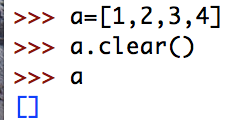 >>> a=[1,2,3,4]
>>> a.clear()
>>> a
[]